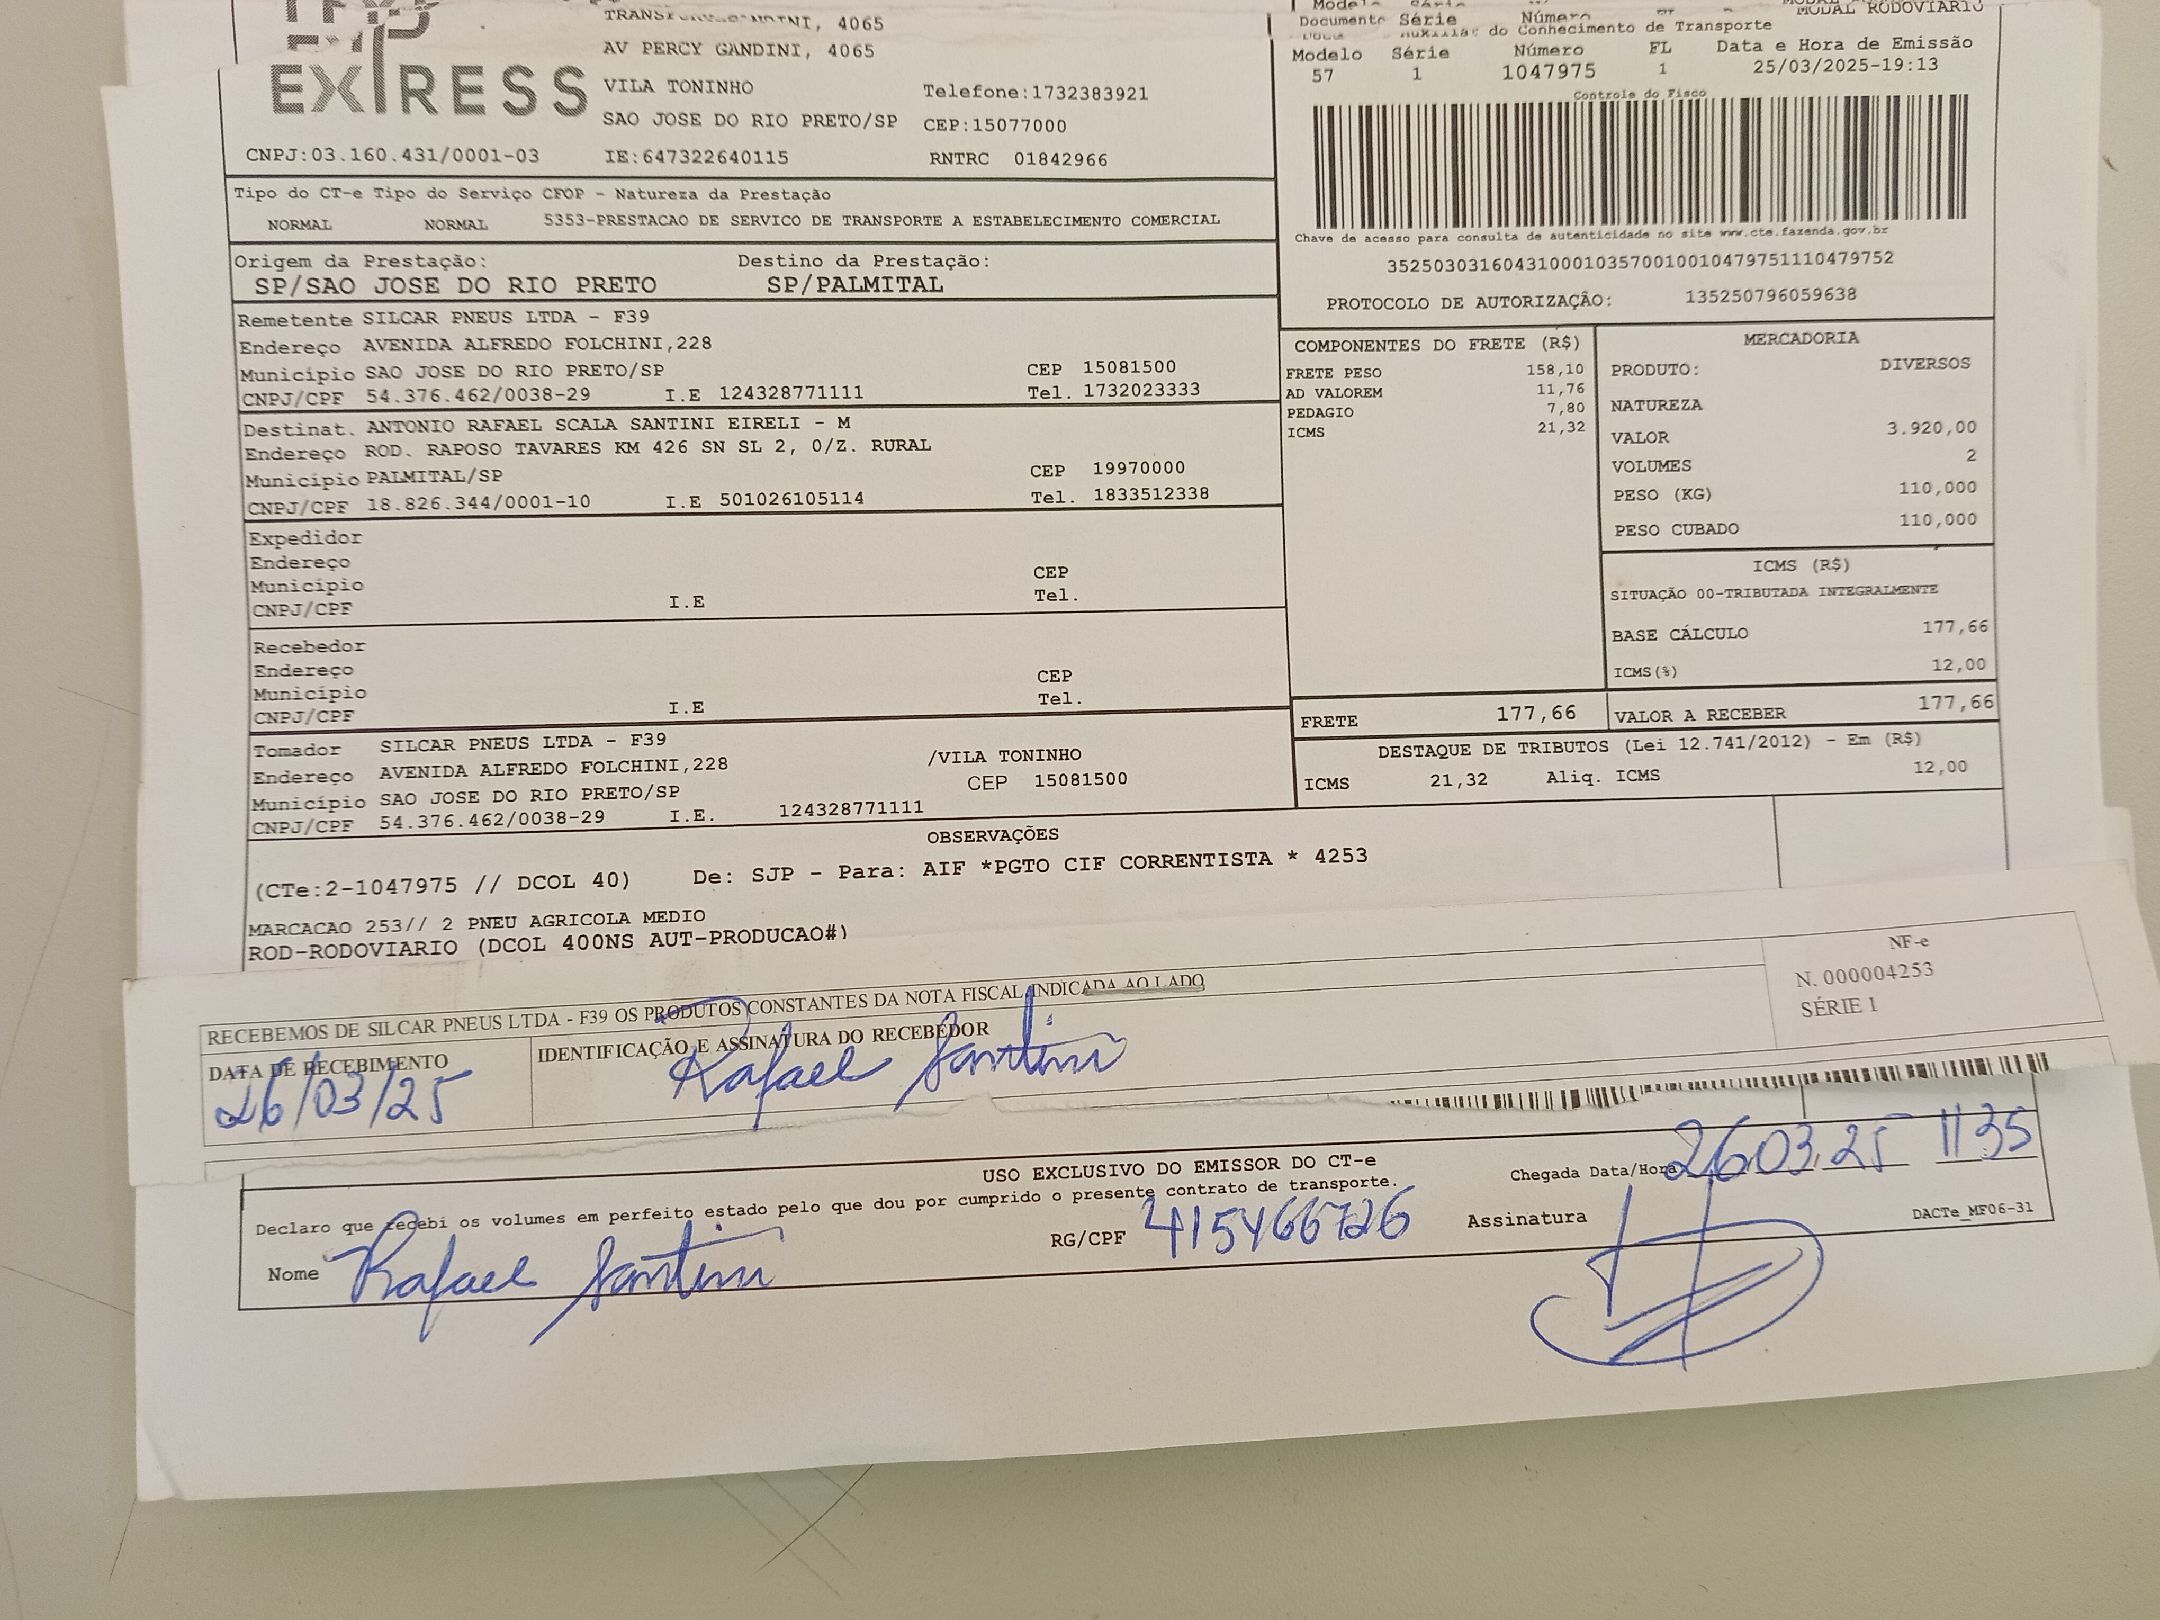 EXPRESS
AV PERCY GANDINI, 4065
VILA TONINHO Telefone:1732383921
SAO JOSE DO RIO PRETO/SP CEP:15077000
CNPJ:03.160.431/0001-03 IE:647322640115 RNTRC 01842966
MODAL RODOVIARIO
Documento Série Número
do Conhecimento de Transporte
Modelo Série Número FL Data e Hora de Emissão
57 1 1047975 1 25/03/2025-19:13
Controle do Fisco
Chave de acesso para consulta de autenticidade no site www.cte.fazenda.gov.br
35250303160431000103570010010479751110479752
PROTOCOLO DE AUTORIZAÇÃO: 135250796059638
Tipo do CT-e Tipo do Serviço CFOP - Natureza da Prestação
NORMAL NORMAL 5353-PRESTACAO DE SERVICO DE TRANSPORTE A ESTABELECIMENTO COMERCIAL
Origem da Prestação: Destino da Prestação:
SP/SAO JOSE DO RIO PRETO SP/PALMITAL
Remetente SILCAR PNEUS LTDA - F39
Endereço AVENIDA ALFREDO FOLCHINI,228
Município SAO JOSE DO RIO PRETO/SP CEP 15081500
CNPJ/CPF 54.376.462/0038-29 I.E 124328771111 Tel. 1732023333
Destinat. ANTONIO RAFAEL SCALA SANTINI EIRELI - M
Endereço ROD. RAPOSO TAVARES KM 426 SN SL 2, 0/Z. RURAL
Município PALMITAL/SP CEP 19970000
CNPJ/CPF 18.826.344/0001-10 I.E 501026105114 Tel. 1833512338
Expedidor
Endereço
Município CEP
CNPJ/CPF I.E Tel.
Recebedor
Endereço
Município CEP
CNPJ/CPF I.E Tel.
Tomador SILCAR PNEUS LTDA - F39
Endereço AVENIDA ALFREDO FOLCHINI,228 /VILA TONINHO
Município SAO JOSE DO RIO PRETO/SP CEP 15081500
CNPJ/CPF 54.376.462/0038-29 I.E. 124328771111
COMPONENTES DO FRETE (R$)
FRETE PESO 158,10
AD VALOREM 11,76
PEDAGIO 7,80
ICMS 21,32
MERCADORIA
PRODUTO: DIVERSOS
NATUREZA
VALOR 3.920,00
VOLUMES 2
PESO (KG) 110,000
PESO CUBADO 110,000
ICMS (R$)
SITUAÇÃO 00-TRIBUTADA INTEGRALMENTE
BASE CÁLCULO 177,66
ICMS(%) 12,00
FRETE 177,66 VALOR A RECEBER 177,66
DESTAQUE DE TRIBUTOS (Lei 12.741/2012) - Em (R$)
ICMS 21,32 Aliq. ICMS 12,00
OBSERVAÇÕES
(CTe:2-1047975 // DCOL 40) De: SJP - Para: AIF *PGTO CIF CORRENTISTA * 4253
MARCACAO 253// 2 PNEU AGRICOLA MEDIO
ROD-RODOVIARIO (DCOL 400NS AUT-PRODUCAO#)
RECEBEMOS DE SILCAR PNEUS LTDA - F39 OS PRODUTOS CONSTANTES DA NOTA FISCAL INDICADA AO LADO
NF-e
N. 000004253
SÉRIE 1
DATA DE RECEBIMENTO IDENTIFICAÇÃO E ASSINATURA DO RECEBEDOR
26/03/25 Rafael Santini
USO EXCLUSIVO DO EMISSOR DO CT-e
Declaro que recebi os volumes em perfeito estado pelo que dou por cumprido o presente contrato de transporte.
Chegada Data/Hora 26.03.25 1135
Nome Rafael Santini RG/CPF 415466726 Assinatura
DACTe_MF06-31